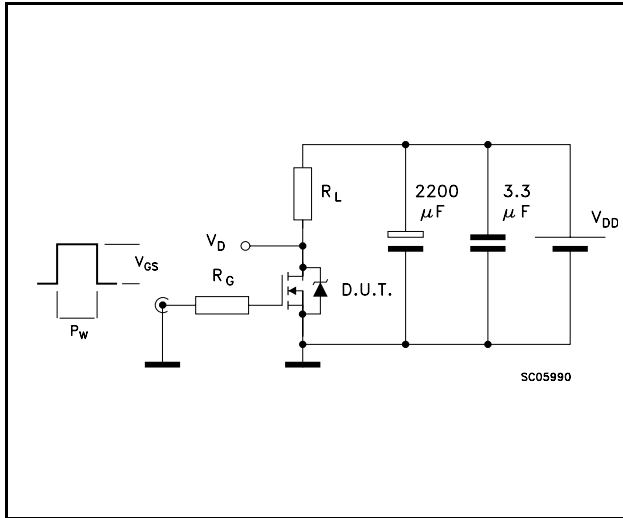 R_L
2200 μF
3.3 μF
V_DD
V_D
V_GS
R_G
D.U.T.
P_W
SC05990